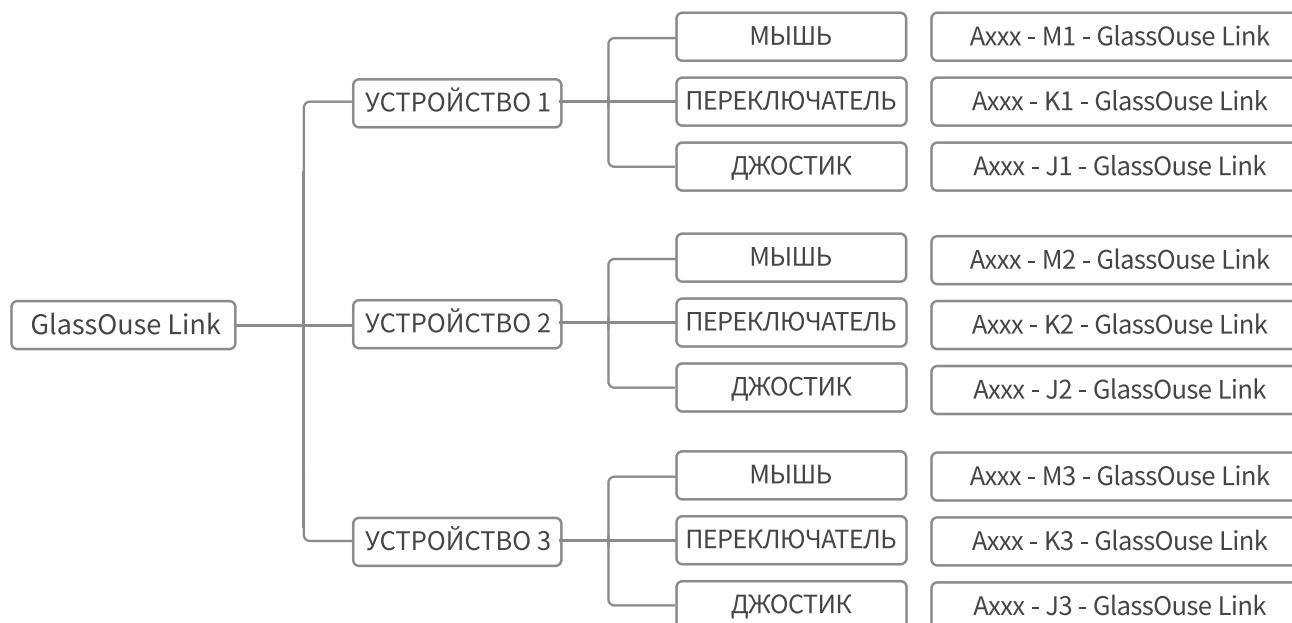 МЫШЬ
Axxx - M1 - GlassOuse Link
УСТРОЙСТВО 1
ПЕРЕКЛЮЧАТЕЛЬ
Axxx - K1 - GlassOuse Link
ДЖОСТИК
Axxx - J1 - GlassOuse Link
МЫШЬ
Axxx - M2 - GlassOuse Link
GlassOuse Link
УСТРОЙСТВО 2
ПЕРЕКЛЮЧАТЕЛЬ
Axxx - K2 - GlassOuse Link
ДЖОСТИК
Axxx - J2 - GlassOuse Link
МЫШЬ
Axxx - M3 - GlassOuse Link
УСТРОЙСТВО 3
ПЕРЕКЛЮЧАТЕЛЬ
Axxx - K3 - GlassOuse Link
ДЖОСТИК
Axxx - J3 - GlassOuse Link